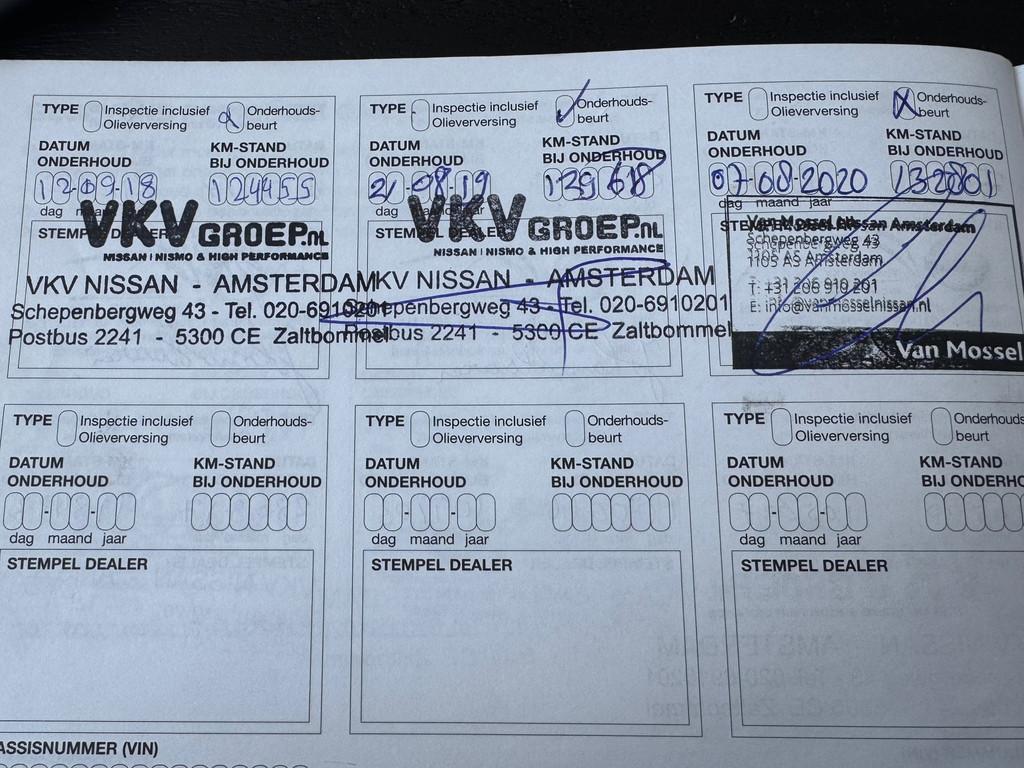 TYPE Inspectie inclusief Olieverversing Onderhouds-beurt
DATUM ONDERHOUD KM-STAND BIJ ONDERHOUD
12-09-18 124455
dag maand jaar
STEMPEL DEALER
VKV GROEP.nL
NISSAN | NISMO & HIGH PERFORMANCE
VKV NISSAN - AMSTERDAM
Schepenbergweg 43 - Tel. 020-6910201
Postbus 2241 - 5300 CE Zaltbommel
TYPE Inspectie inclusief Olieverversing Onderhouds-beurt
DATUM ONDERHOUD KM-STAND BIJ ONDERHOUD
21-08-19 129618
dag maand jaar
STEMPEL DEALER
VKV GROEP.nL
NISSAN | NISMO & HIGH PERFORMANCE
VKV NISSAN - AMSTERDAM
Schepenbergweg 43 - Tel. 020-6910201
Postbus 2241 - 5300 CE Zaltbommel
TYPE Inspectie inclusief Olieverversing Onderhouds-beurt
DATUM ONDERHOUD KM-STAND BIJ ONDERHOUD
07-08-2020 132801
dag maand jaar
Van Mossel Nissan Amsterdam
Schepenbergweg 43
1105 AS Amsterdam
T: +31 206 910 201
E: info@vanmosselnissan.nl
Van Mossel
TYPE Inspectie inclusief Olieverversing Onderhouds-beurt
DATUM ONDERHOUD KM-STAND BIJ ONDERHOUD
dag maand jaar
STEMPEL DEALER
TYPE Inspectie inclusief Olieverversing Onderhouds-beurt
DATUM ONDERHOUD KM-STAND BIJ ONDERHOUD
dag maand jaar
STEMPEL DEALER
TYPE Inspectie inclusief Olieverversing Onderhouds-beurt
DATUM ONDERHOUD KM-STAND BIJ ONDERHO
dag maand jaar
STEMPEL DEALER
ASSISNUMMER (VIN)